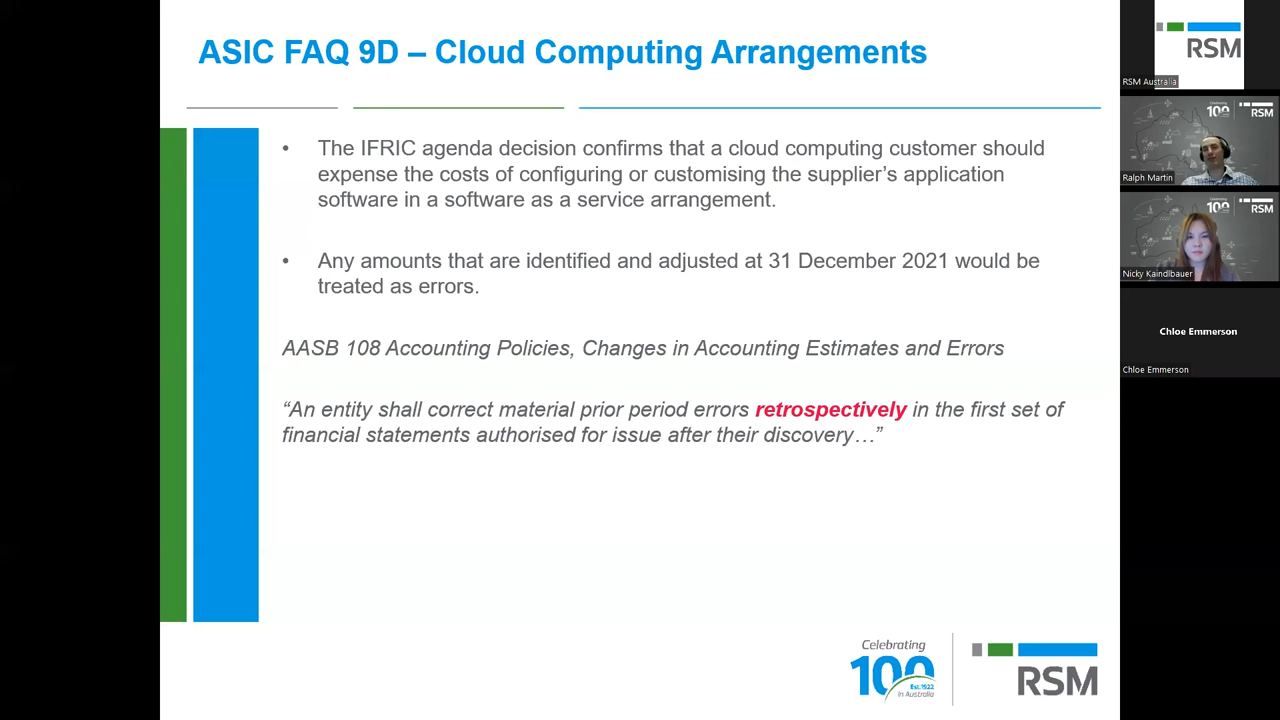 ASIC FAQ 9D – Cloud Computing Arrangements
• The IFRIC agenda decision confirms that a cloud computing customer should
expense the costs of configuring or customising the supplier’s application
software in a software as a service arrangement.
• Any amounts that are identified and adjusted at 31 December 2021 would be
treated as errors.
AASB 108 Accounting Policies, Changes in Accounting Estimates and Errors
“An entity shall correct material prior period errors retrospectively in the first set of
financial statements authorised for issue after their discovery…”
Celebrating
100
Est.1922
in Australia
RSM
RSM
RSM Australia
Celebrating
100
RSM
Ralph Martin
100
RSM
Nicky Kaindlbauer
Chloe Emmerson
Chloe Emmerson